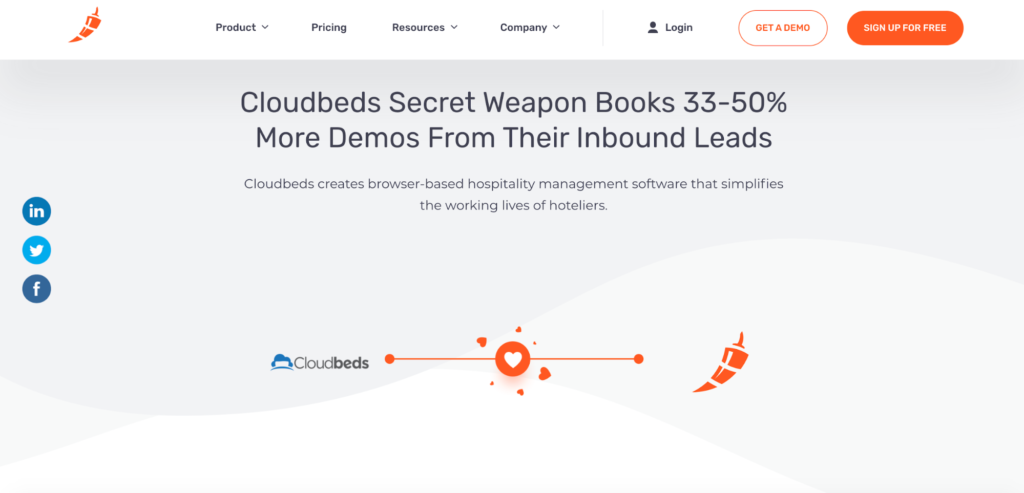 Product
Pricing
Resources
Company
Login
GET A DEMO
SIGN UP FOR FREE
Cloudbeds Secret Weapon Books 33-50%
More Demos From Their Inbound Leads
Cloudbeds creates browser-based hospitality management software that simplifies
the working lives of hoteliers.
in
f
Cloudbeds